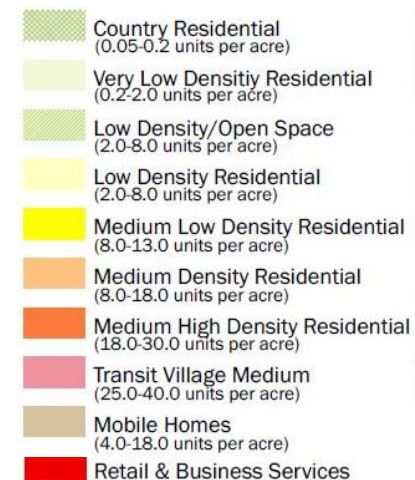 Country Residential
(0.05-0.2 units per acre)
Very Low Densitiy Residential
(0.2-2.0 units per acre)
Low Density/Open Space
(2.0-8.0 units per acre)
Low Density Residential
(2.0-8.0 units per acre)
Medium Low Density Residential
(8.0-13.0 units per acre)
Medium Density Residential
(8.0-18.0 units per acre)
Medium High Density Residential
(18.0-30.0 units per acre)
Transit Village Medium
(25.0-40.0 units per acre)
Mobile Homes
(4.0-18.0 units per acre)
Retail & Business Services